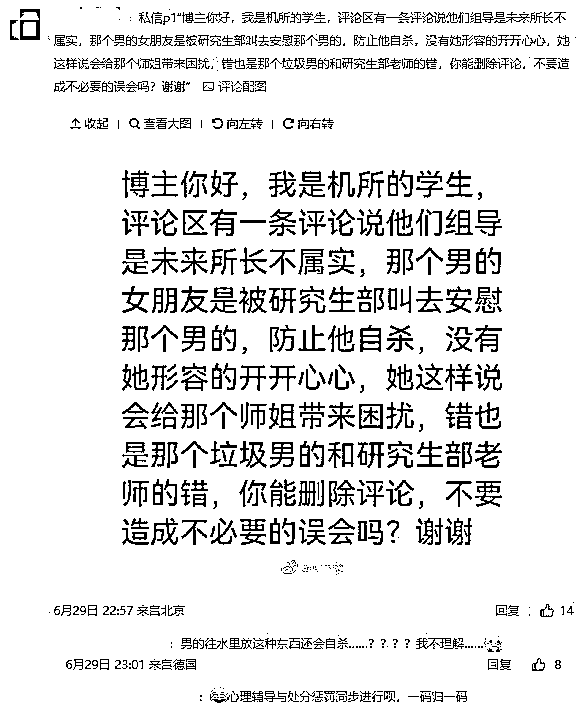 ：私信p1“博主你好，我是机所的学生，评论区有一条评论说他们组导是未来所长不
属实，那个男的女朋友是被研究生部叫去安慰那个男的，防止他自杀，没有她形容的开开心心，她
这样说会给那个师姐带来困扰，错也是那个垃圾男的和研究生部老师的错，你能删除评论，不要造
成不必要的误会吗？谢谢” 评论配图
收起 | 查看大图 | 向左转 | 向右转
博主你好，我是机所的学生，
评论区有一条评论说他们组导
是未来所长不属实，那个男的
女朋友是被研究生部叫去安慰
那个男的，防止他自杀，没有
她形容的开开心心，她这样说
会给那个师姐带来困扰，错也
是那个垃圾男的和研究生部老
师的错，你能删除评论，不要
造成不必要的误会吗？谢谢
6月29日 22:57 来自北京 回复 14
：男的往水里放这种东西还会自杀......？？？？我不理解......
6月29日 23:01 来自德国 回复 8
：心理辅导与处分惩罚同步进行呗，一码归一码